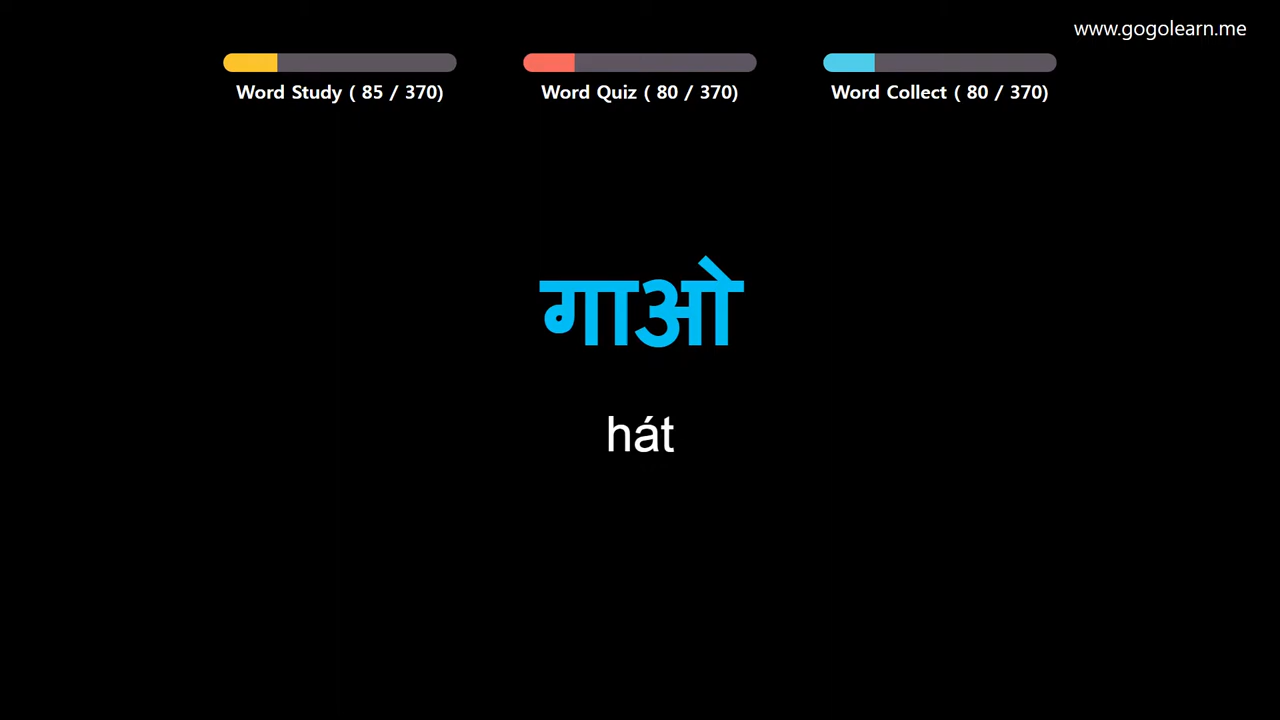 www.gogolearn.me
Word Study ( 85 / 370)
Word Quiz ( 80 / 370)
Word Collect ( 80 / 370)
गाओ
hát